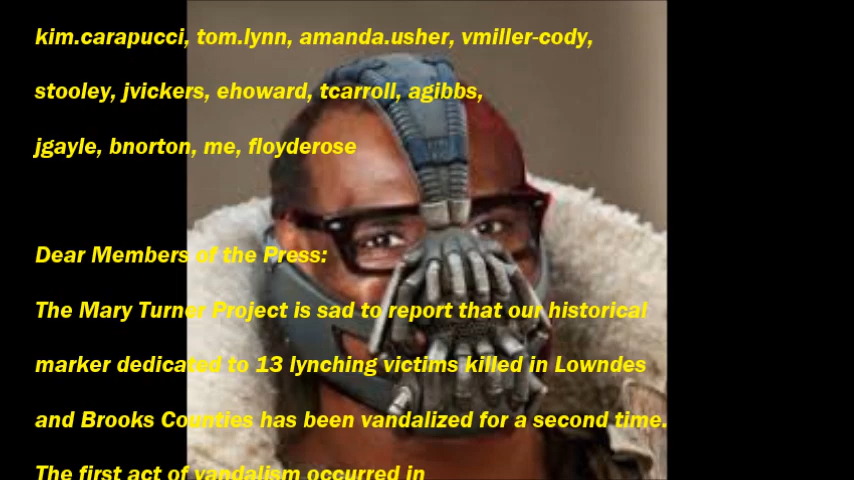 kim.carapucci, tom.lynn, amanda.usher, vmiller-cody,
stooley, jvickers, ehoward, tcarroll, agibbs,
jgayle, bnorton, me, floyderose
Dear Members of the Press:
The Mary Turner Project is sad to report that our historical
marker dedicated to 13 lynching victims killed in Lowndes
and Brooks Counties has been vandalized for a second time.
The first act of vandalism occurred in